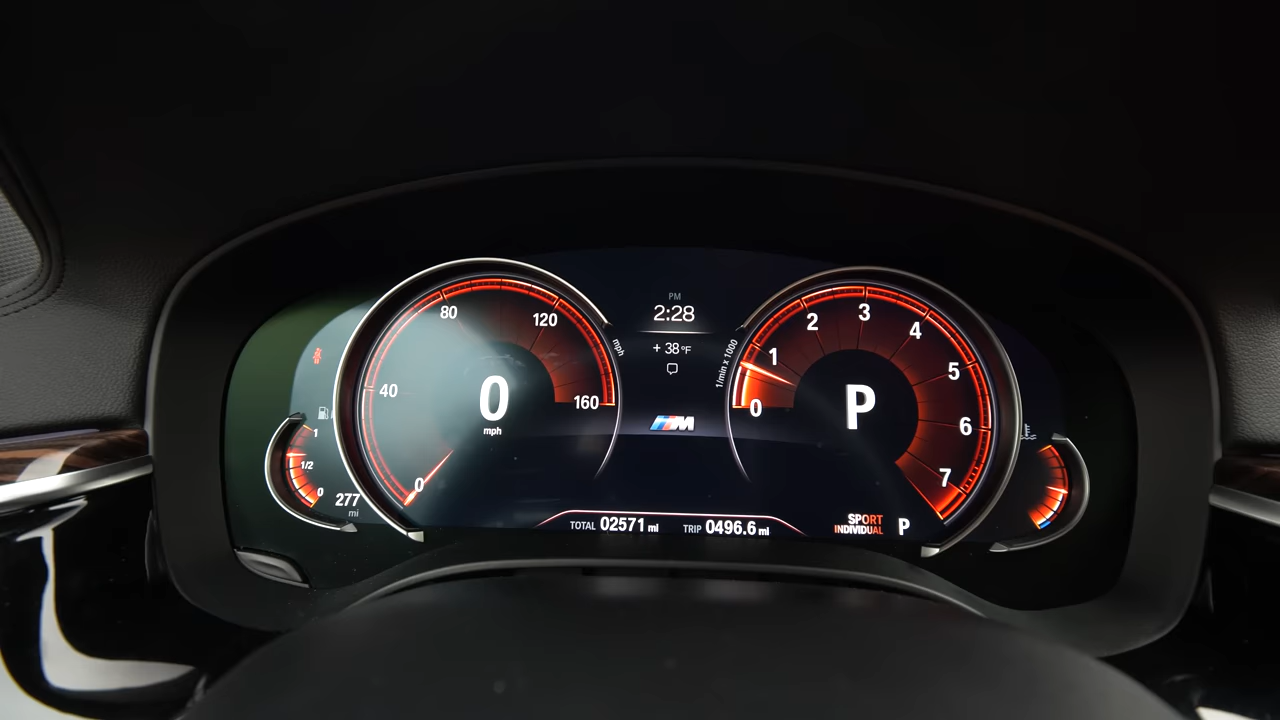 80
120
40
160
0
mph
0
mph
1
1/2
0
277
mi
PM
2:28
+ 38°F
M
TOTAL 02571 mi
TRIP 0496.6 mi
1/min x 1000
0
1
2
3
4
5
6
7
P
SPORT
INDIVIDUAL
P